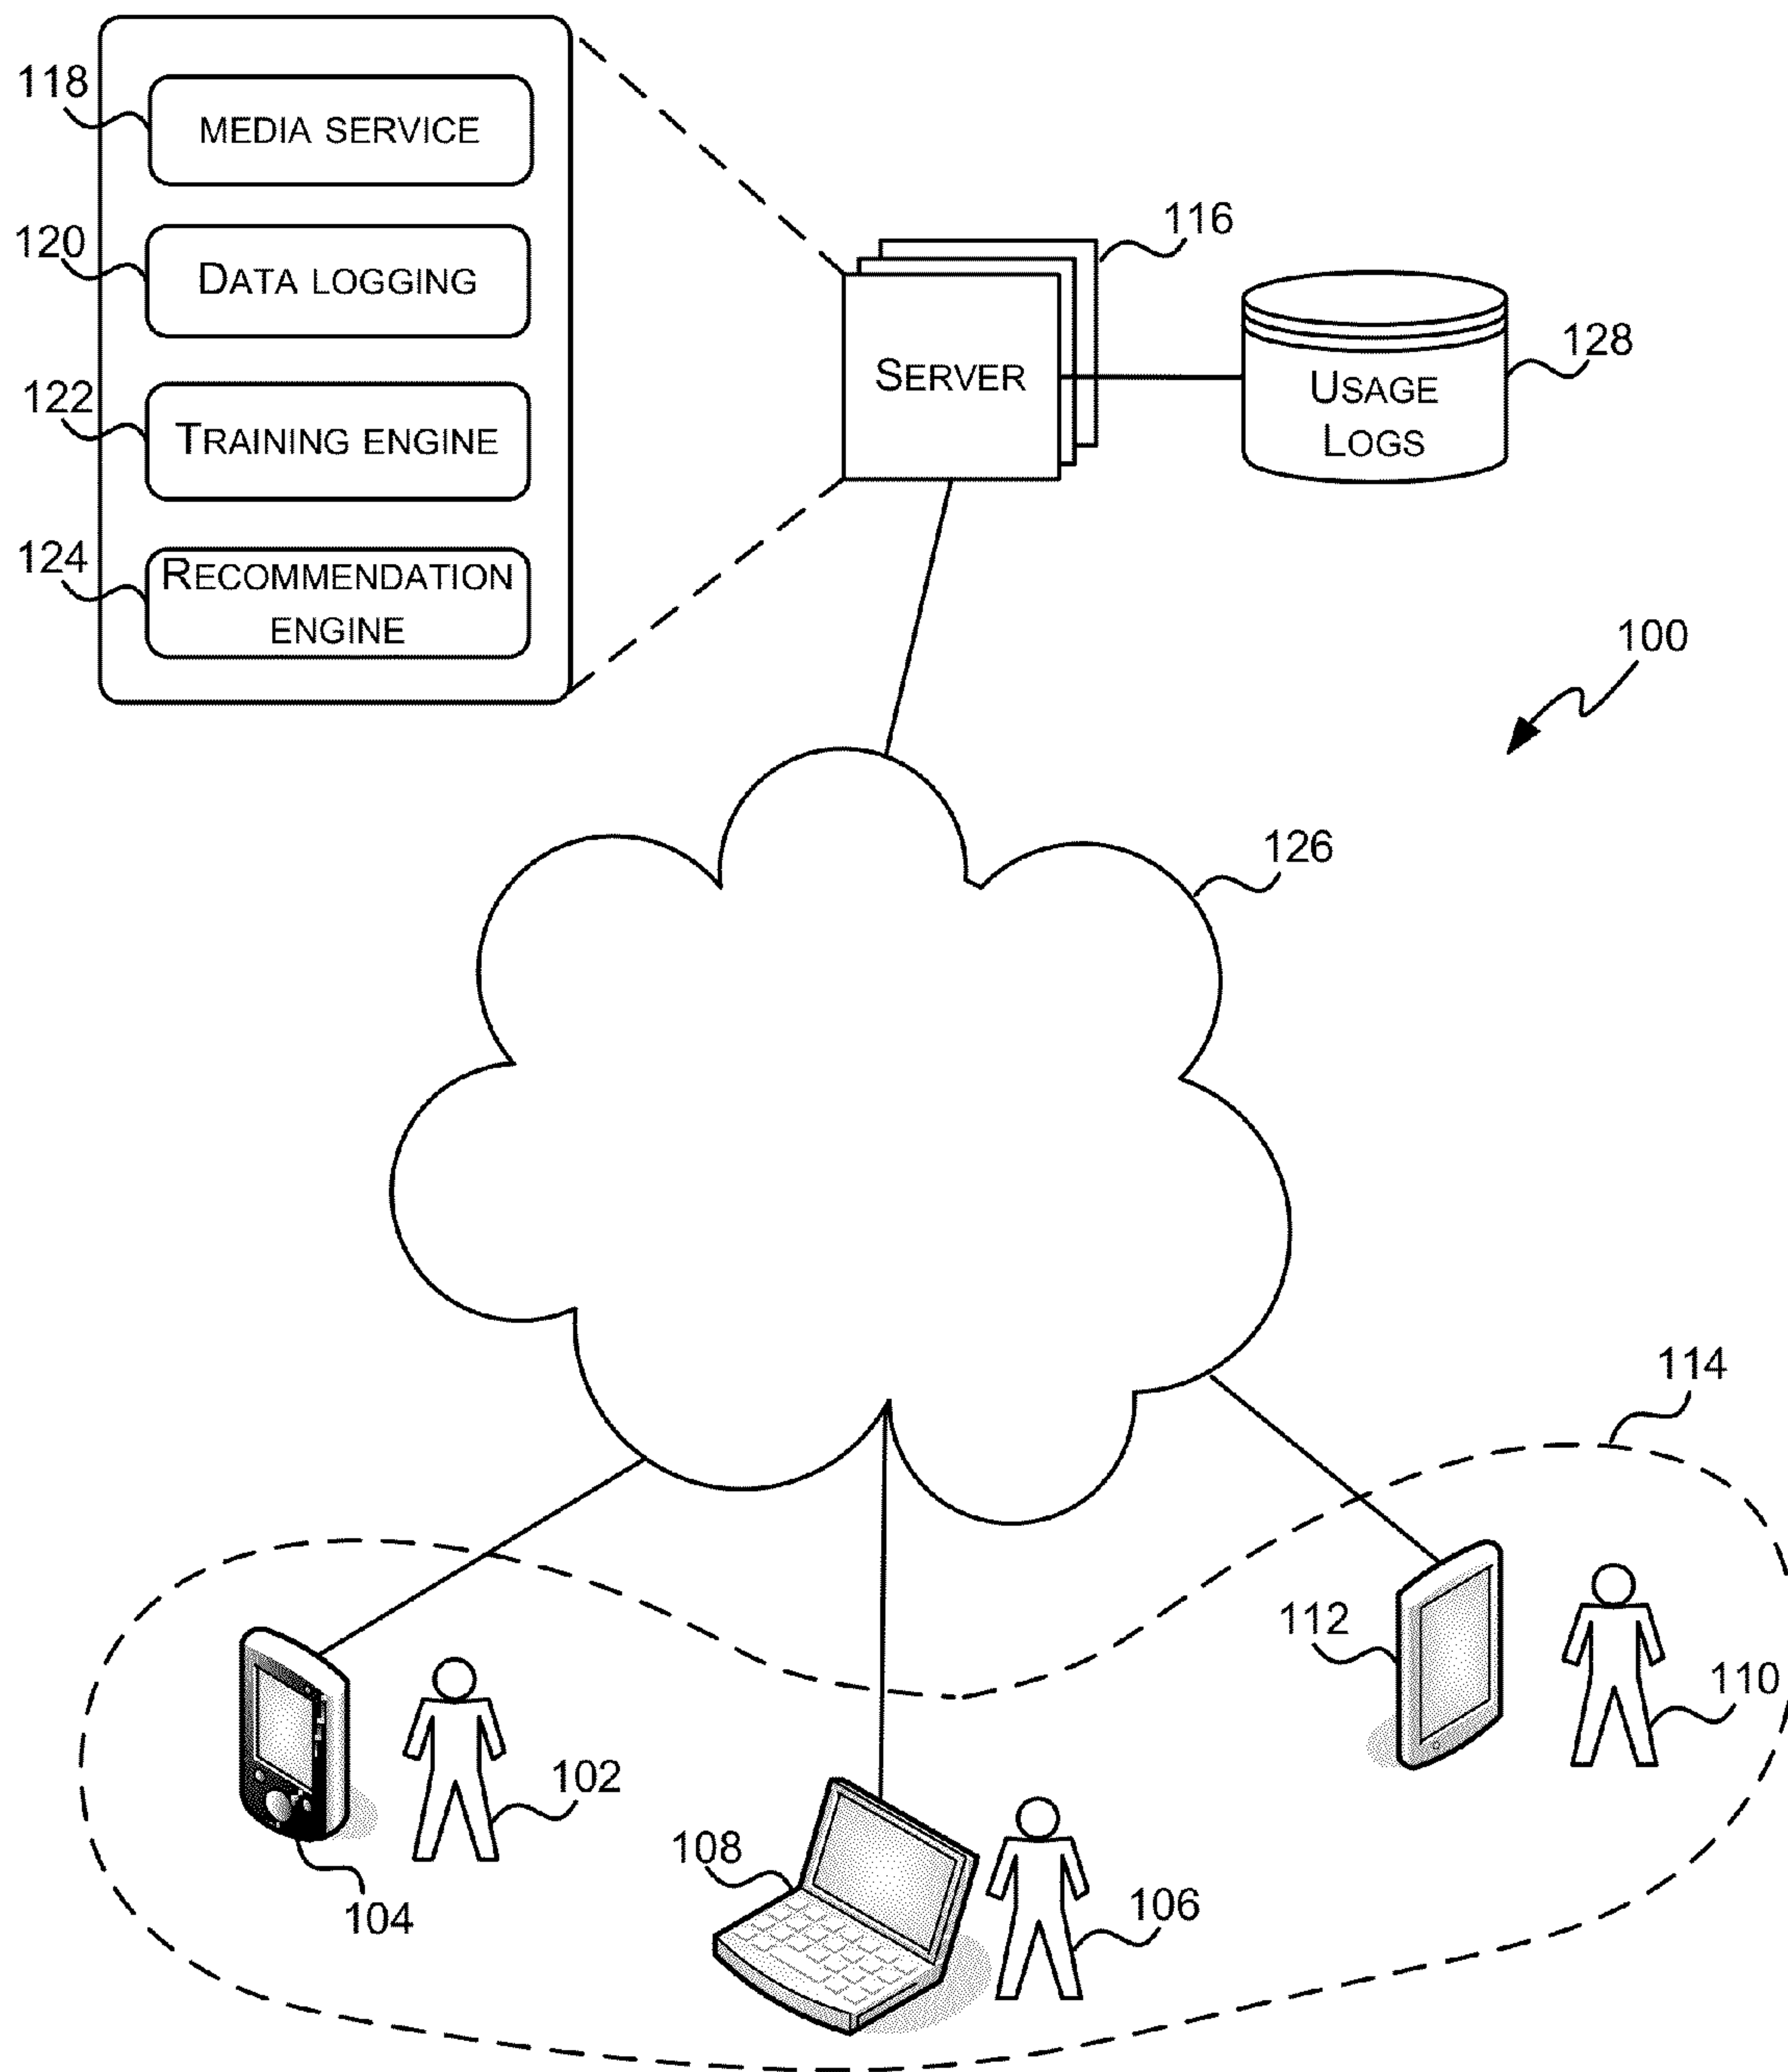 118
MEDIA SERVICE
120
DATA LOGGING
122
TRAINING ENGINE
124
RECOMMENDATION
ENGINE
116
SERVER
128
USAGE
LOGS
100
126
114
112
110
102
104
108
106